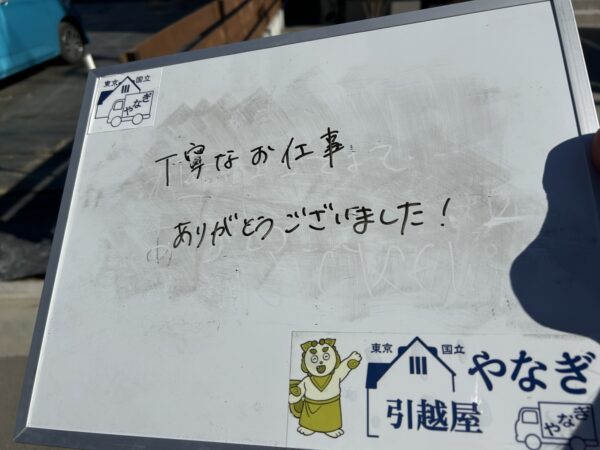 東京 国立
やなぎ
丁寧なお仕事
ありがとうございました!
東京 国立
やなぎ
引越屋
やなぎ